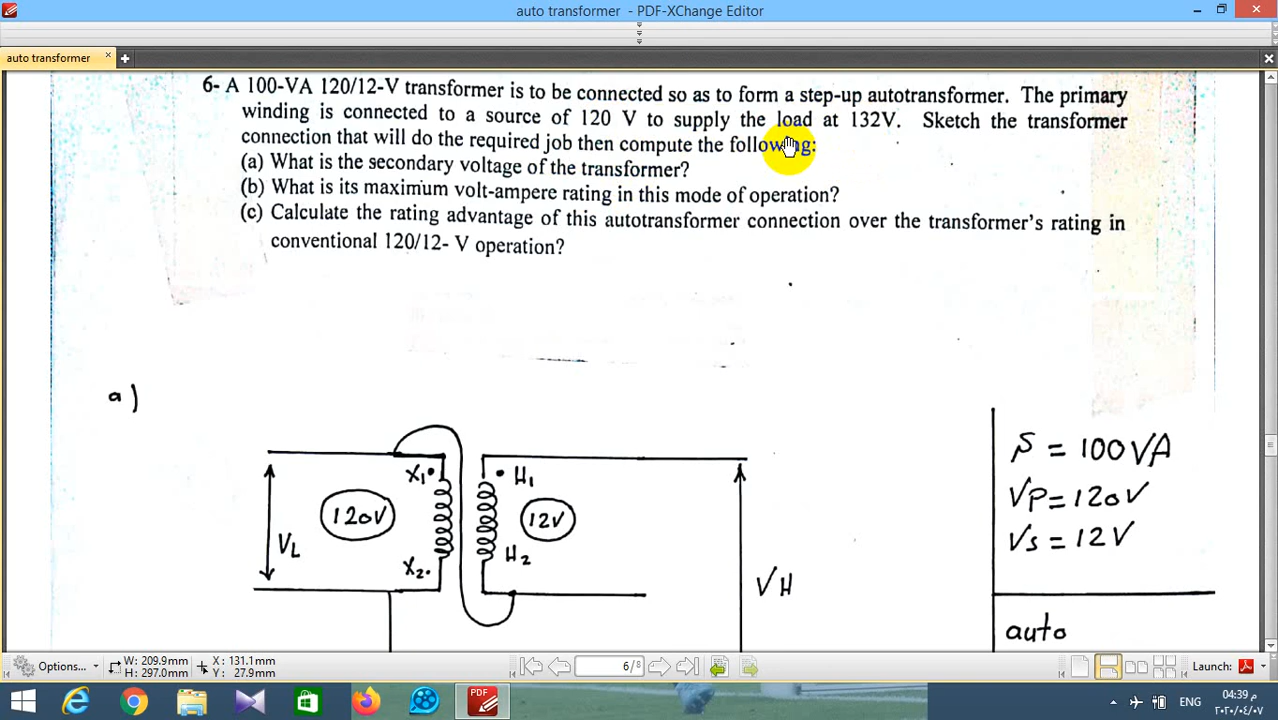 auto transformer - PDF-XChange Editor
auto transformer
6- A 100-VA 120/12-V transformer is to be connected so as to form a step-up autotransformer. The primary
winding is connected to a source of 120 V to supply the load at 132V. Sketch the transformer
connection that will do the required job then compute the following:
(a) What is the secondary voltage of the transformer?
(b) What is its maximum volt-ampere rating in this mode of operation?
(c) Calculate the rating advantage of this autotransformer connection over the transformer's rating in
conventional 120/12- V operation?
a)
X1 H1
120V 12V
VL
X2 H2
VH
S = 100VA
VP = 120V
Vs = 12V
auto
Options...
W: 209.9mm
H: 297.0mm
X: 131.1mm
Y: 27.9mm
6/8
Launch:
PDF
ENG
04:39 م
٢٠٢٠/٠٤/٠٧